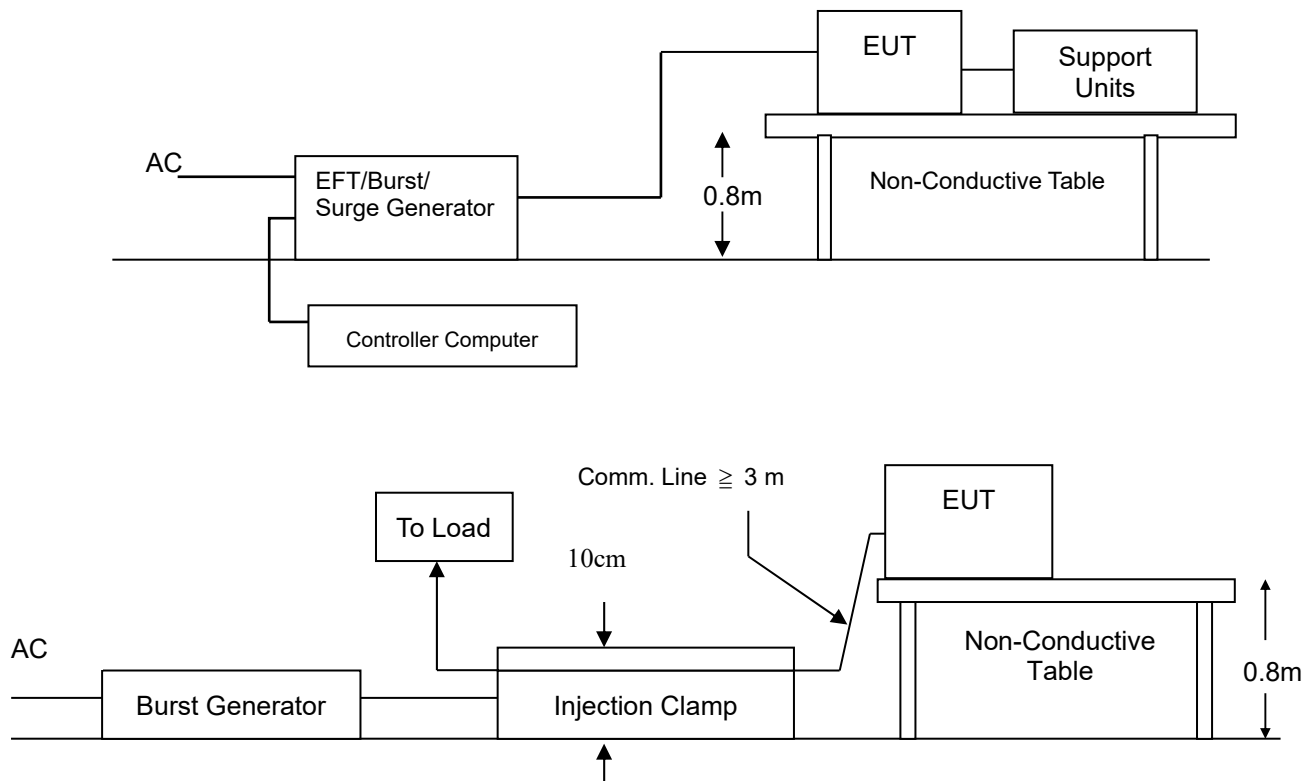 EUT
Support
Units
AC
EFT/Burst/
Surge Generator
0.8m
Non-Conductive Table
Controller Computer
Comm. Line ≧ 3 m
EUT
To Load
10cm
AC
Non-Conductive
Table
0.8m
Burst Generator
Injection Clamp